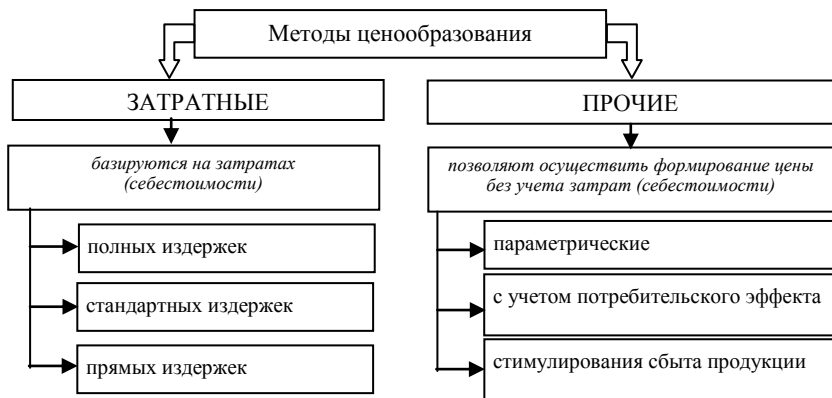 Методы ценообразования
ЗАТРАТНЫЕ
базируются на затратах
(себестоимости)
полных издержек
стандартных издержек
прямых издержек
ПРОЧИЕ
позволяют осуществить формирование цены
без учета затрат (себестоимости)
параметрические
с учетом потребительского эффекта
стимулирования сбыта продукции